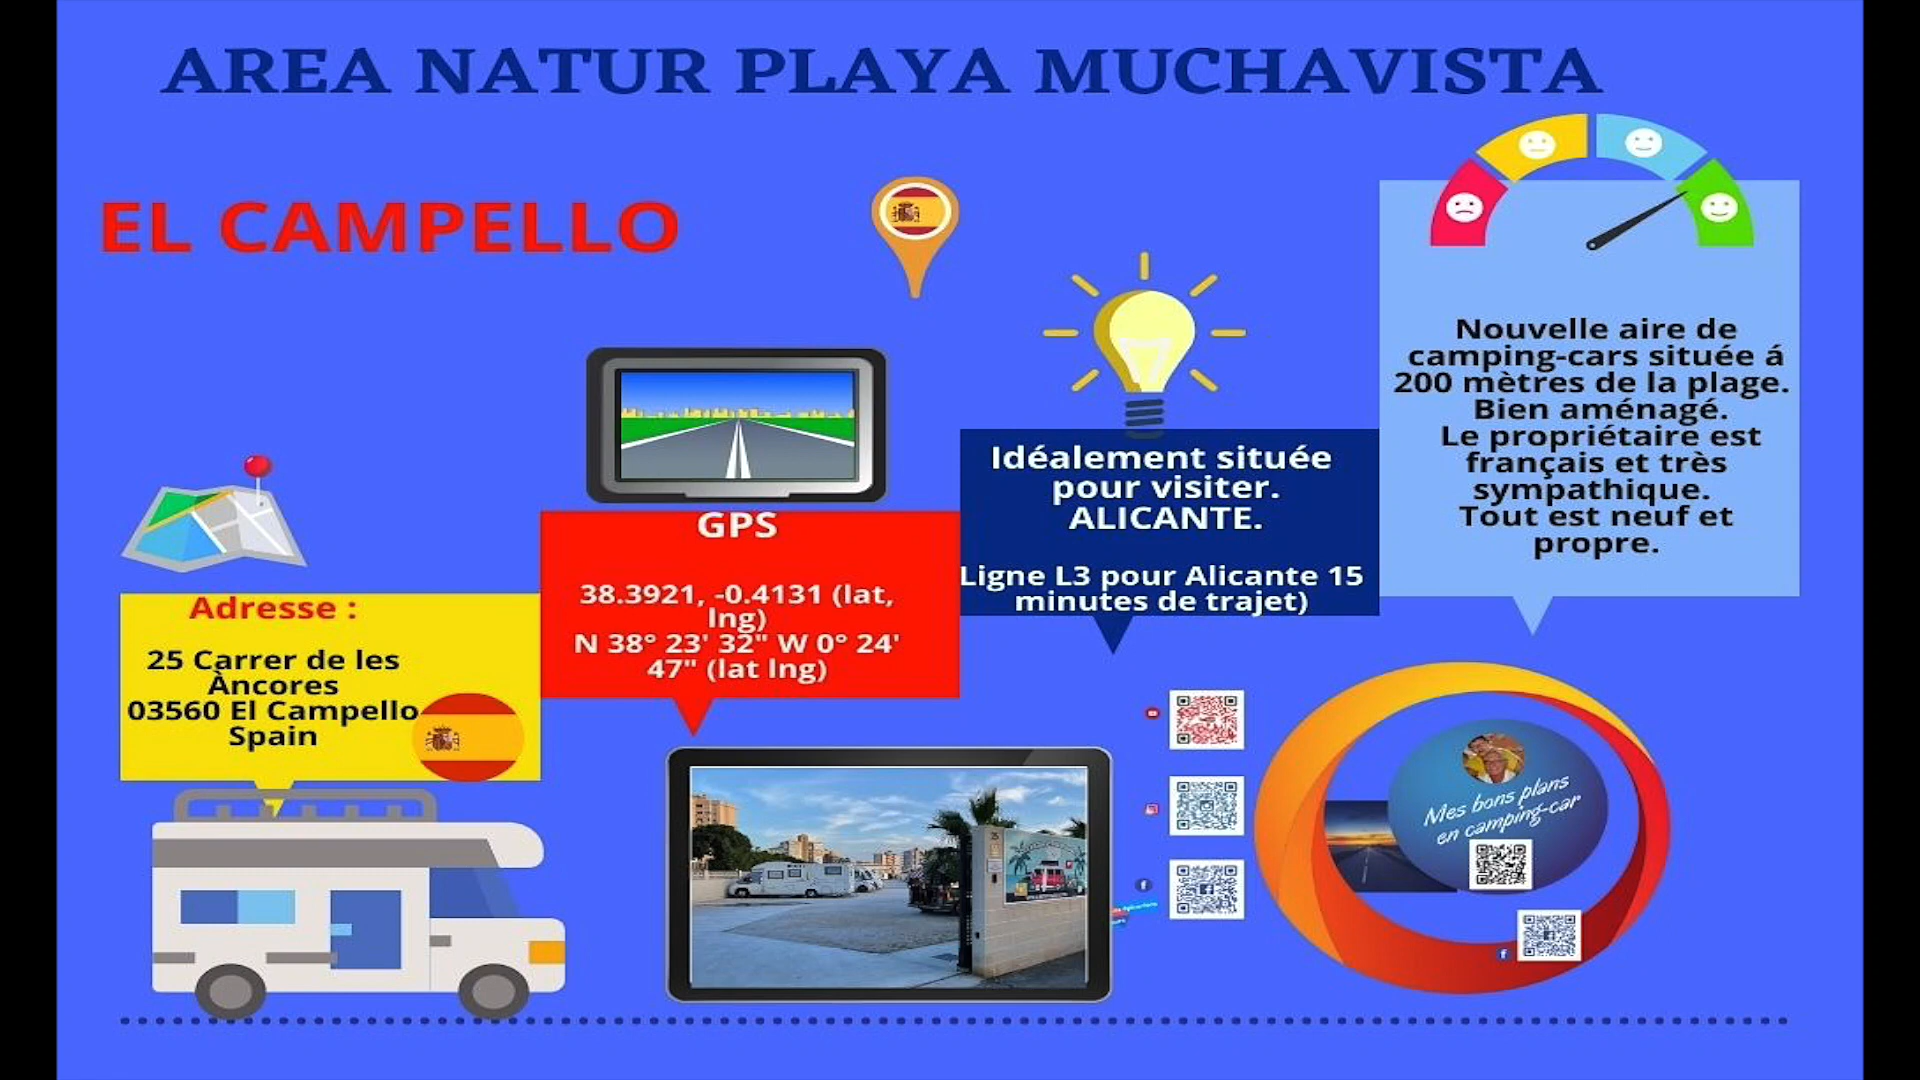 AREA NATUR PLAYA MUCHAVISTA
EL CAMPELLO
Nouvelle aire de
camping-cars située á
200 mètres de la plage.
Bien aménagé.
Le propriétaire est
français et très
sympathique.
Tout est neuf et
propre.
Idéalement située
pour visiter.
ALICANTE.
Ligne L3 pour Alicante 15
minutes de trajet)
GPS
38.3921, -0.4131 (lat,
lng)
N 38° 23' 32" W 0° 24'
47" (lat lng)
Adresse :
25 Carrer de les
Àncores
03560 El Campello
Spain
Mes bons plans
en camping-car